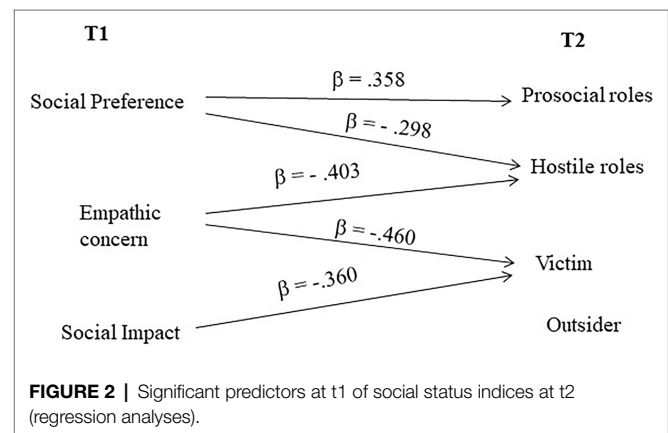 T1
T2
β = .358
Social Preference
Prosocial roles
β = - .298
Hostile roles
β = - .403
Empathic
concern
β = -.460
Victim
β = -.360
Social Impact
Outsider
FIGURE 2 | Significant predictors at t1 of social status indices at t2
(regression analyses).